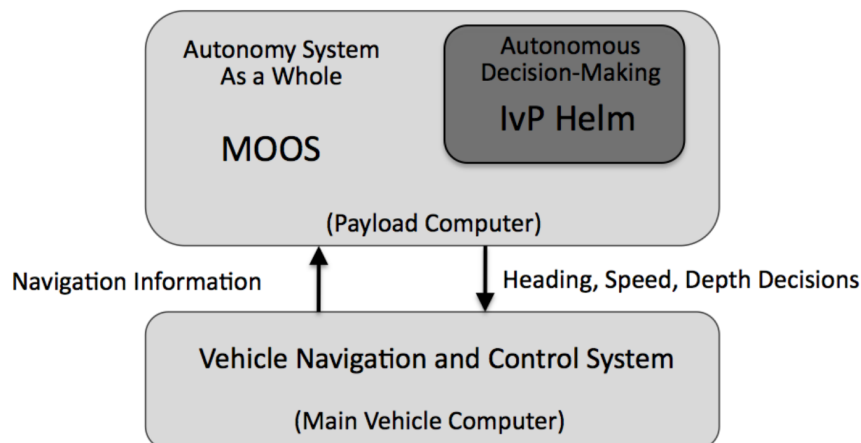 Autonomy System
As a Whole
MOOS
Autonomous
Decision-Making
IvP Helm
(Payload Computer)
Navigation Information
Heading, Speed, Depth Decisions
Vehicle Navigation and Control System
(Main Vehicle Computer)